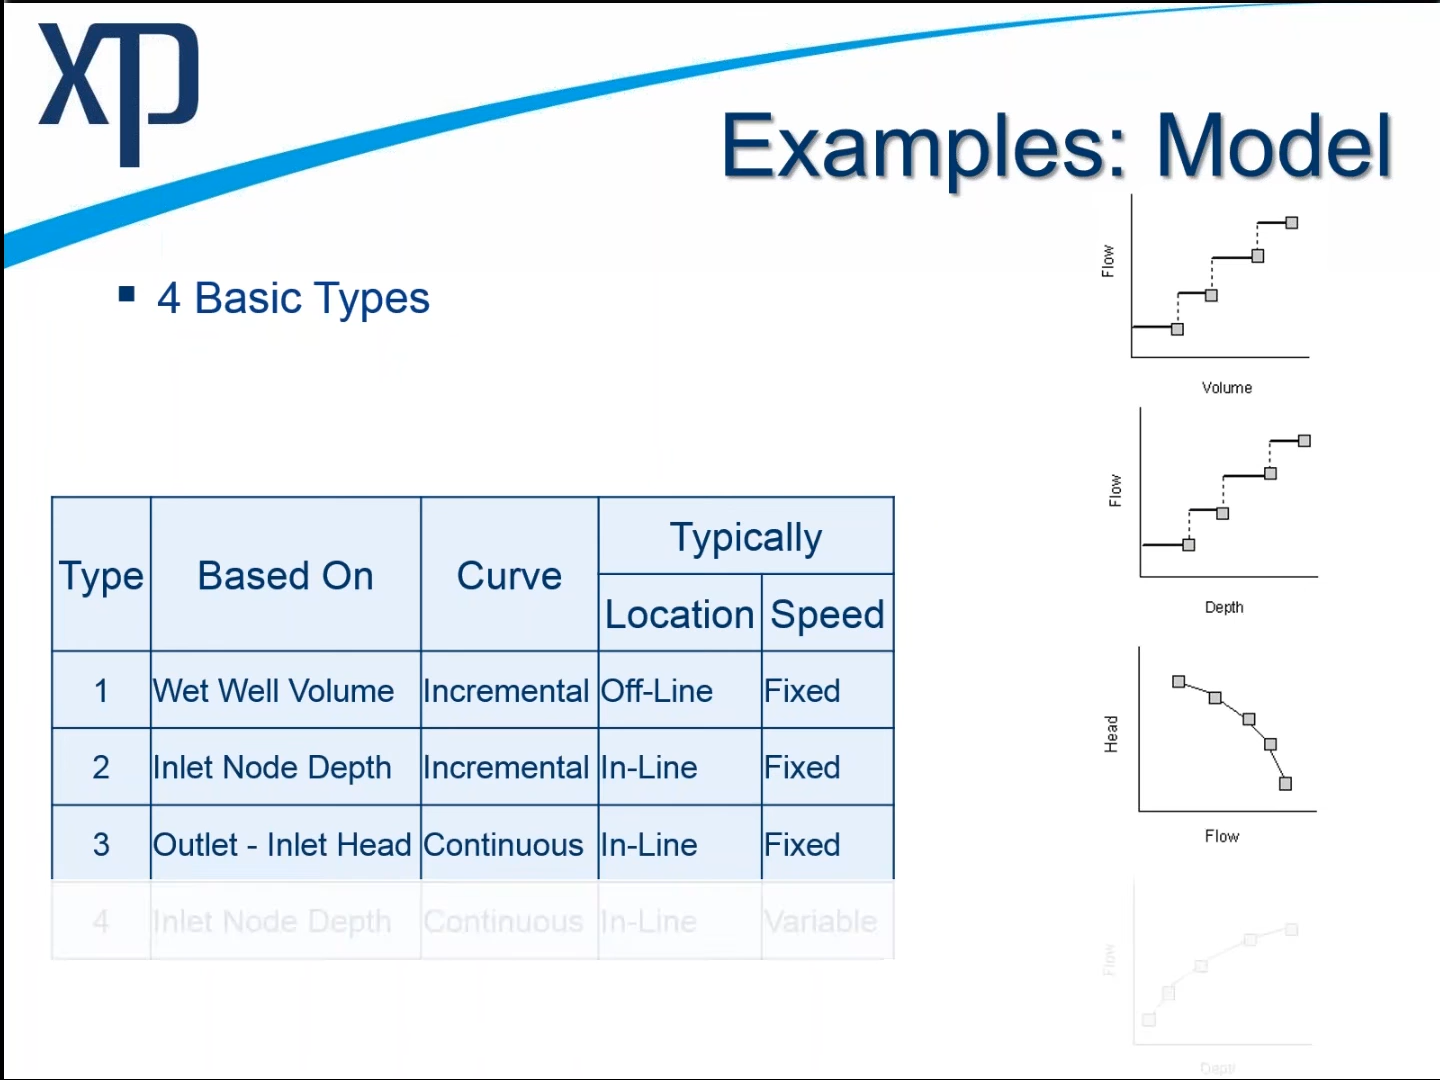 xp
Examples: Model
4 Basic Types
Type Based On Curve Typically
Location Speed
1 Wet Well Volume Incremental Off-Line Fixed
2 Inlet Node Depth Incremental In-Line Fixed
3 Outlet - Inlet Head Continuous In-Line Fixed
4 Inlet Node Depth Continuous In-Line Variable
Flow
Volume
Flow
Depth
Head
Flow
Flow
Depth